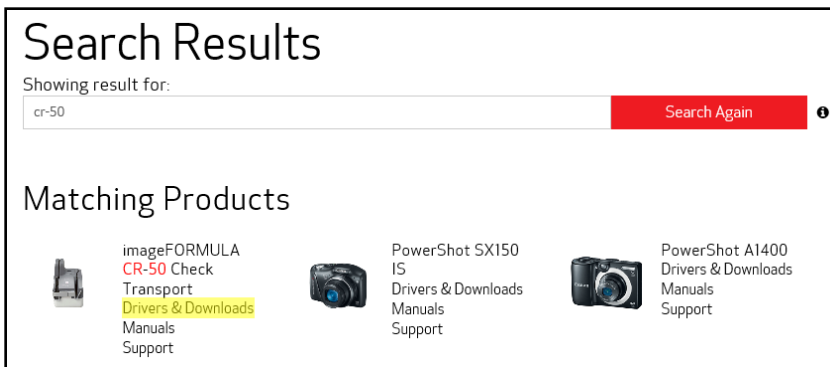 Search Results
Showing result for:
cr-50
Search Again
Matching Products
imageFORMULA
CR-50 Check
Transport
Drivers & Downloads
Manuals
Support
PowerShot SX150
IS
Drivers & Downloads
Manuals
Support
PowerShot A1400
Drivers & Downloads
Manuals
Support